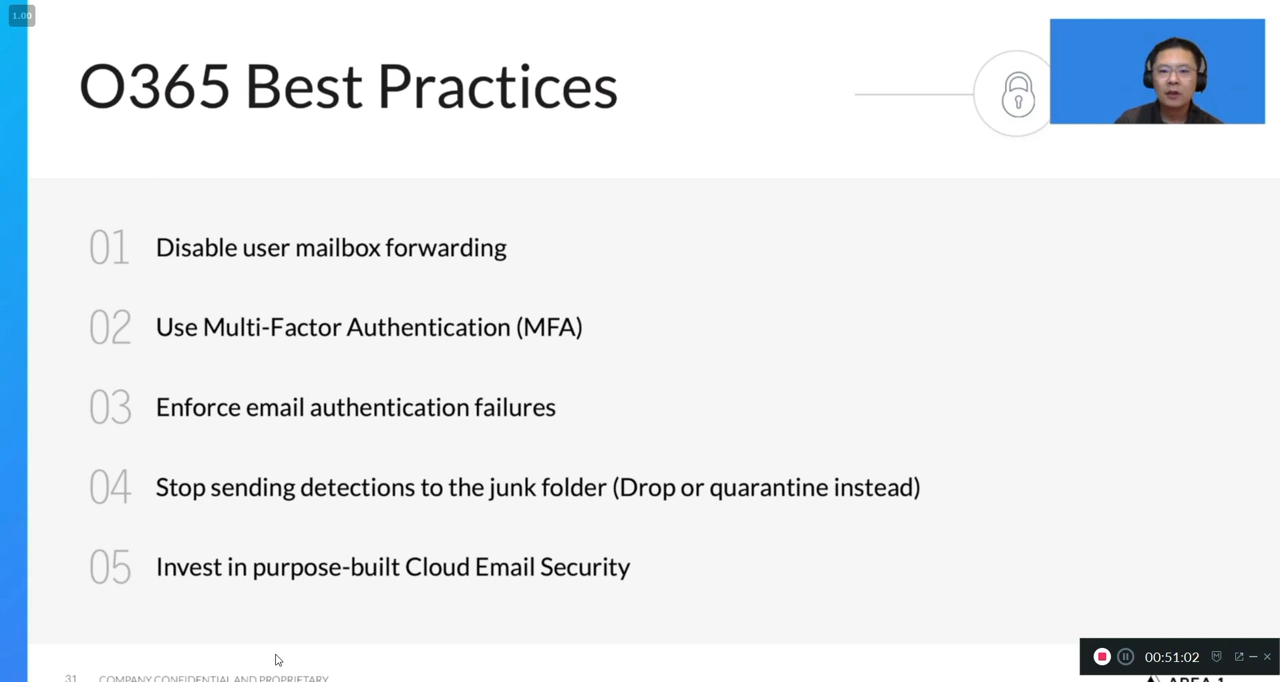 1.00
O365 Best Practices
01 Disable user mailbox forwarding
02 Use Multi-Factor Authentication (MFA)
03 Enforce email authentication failures
04 Stop sending detections to the junk folder (Drop or quarantine instead)
05 Invest in purpose-built Cloud Email Security
00:51:02
31 COMPANY CONFIDENTIAL AND PROPRIETARY
AREA 1